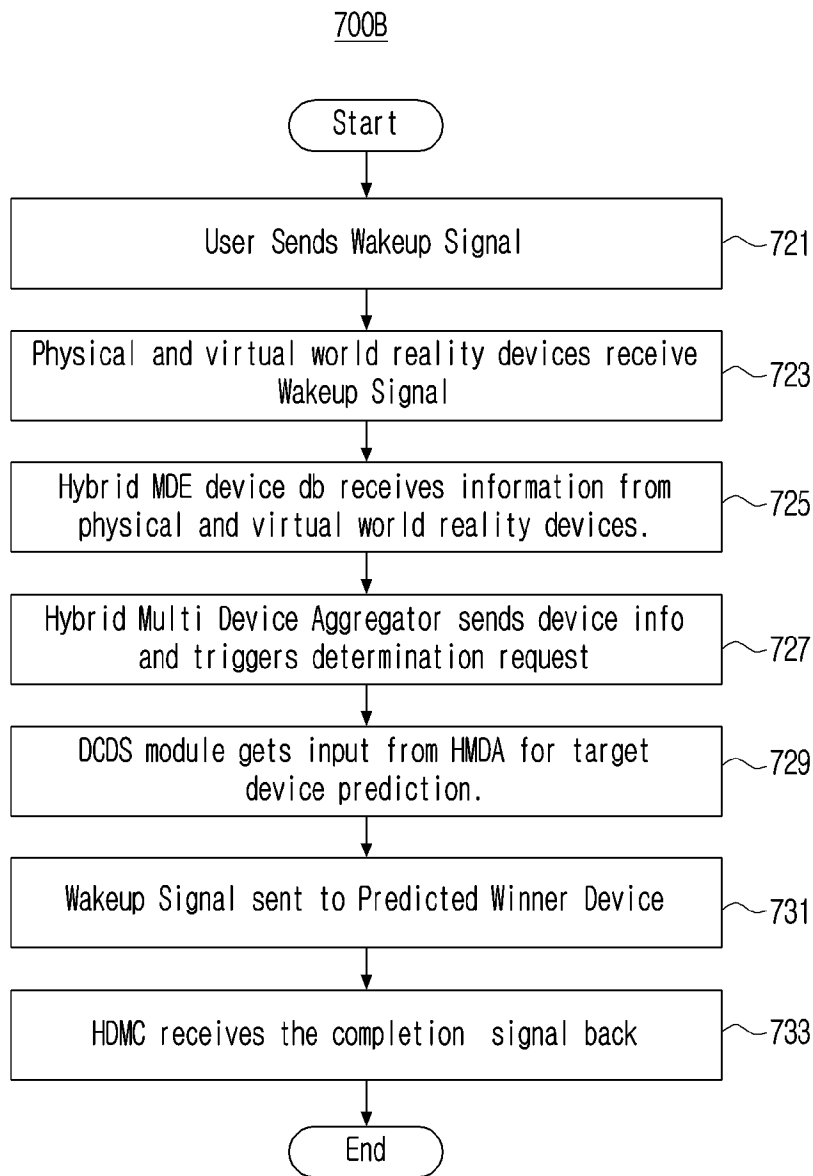 700B
Start
User Sends Wakeup Signal
721
Physical and virtual world reality devices receive
Wakeup Signal
723
Hybrid MDE device db receives information from
physical and virtual world reality devices.
725
Hybrid Multi Device Aggregator sends device info
and triggers determination request
727
DCDS module gets input from HMDA for target
device prediction.
729
Wakeup Signal sent to Predicted Winner Device
731
HDMC receives the completion signal back
733
End